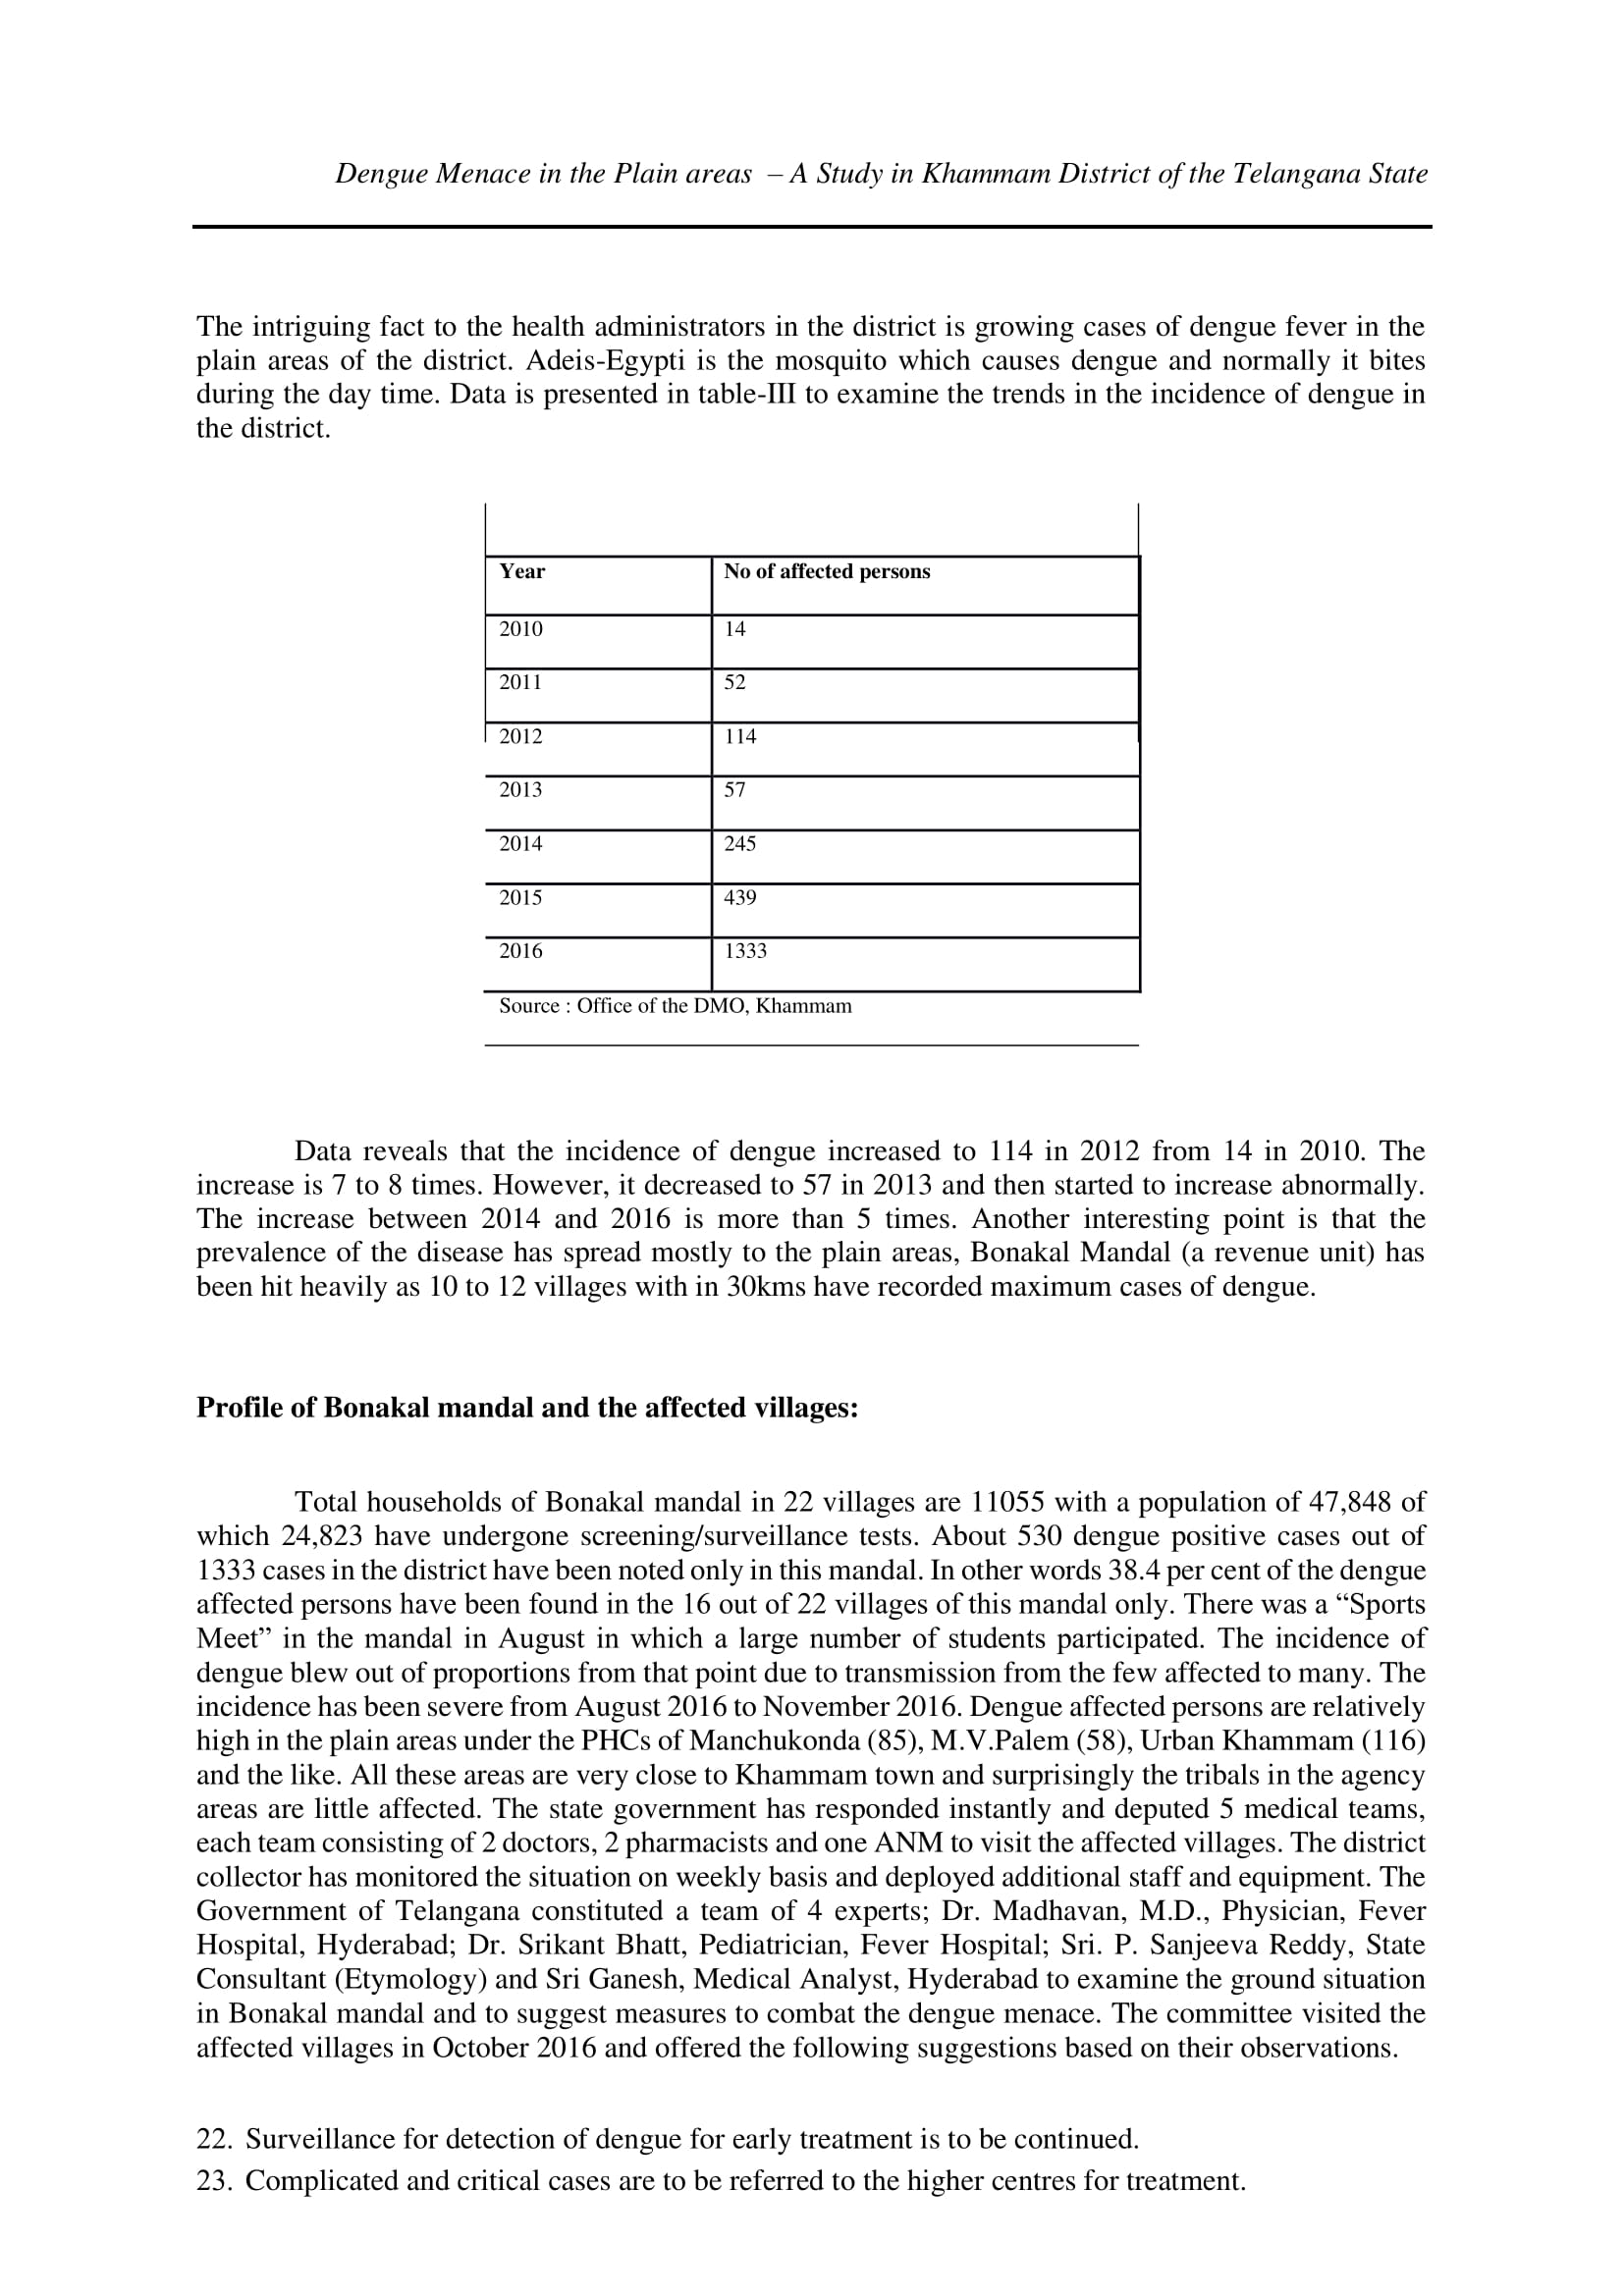 Dengue Menace in the Plain areas – A Study in Khammam District of the Telangana State
The intriguing fact to the health administrators in the district is growing cases of dengue fever in the
plain areas of the district. Adeis-Egypti is the mosquito which causes dengue and normally it bites
during the day time. Data is presented in table-III to examine the trends in the incidence of dengue in
the district.
Year No of affected persons
2010 14
2011 52
2012 114
2013 57
2014 245
2015 439
2016 1333
Source : Office of the DMO, Khammam
Data reveals that the incidence of dengue increased to 114 in 2012 from 14 in 2010. The
increase is 7 to 8 times. However, it decreased to 57 in 2013 and then started to increase abnormally.
The increase between 2014 and 2016 is more than 5 times. Another interesting point is that the
prevalence of the disease has spread mostly to the plain areas, Bonakal Mandal (a revenue unit) has
been hit heavily as 10 to 12 villages with in 30kms have recorded maximum cases of dengue.
Profile of Bonakal mandal and the affected villages:
Total households of Bonakal mandal in 22 villages are 11055 with a population of 47,848 of
which 24,823 have undergone screening/surveillance tests. About 530 dengue positive cases out of
1333 cases in the district have been noted only in this mandal. In other words 38.4 per cent of the dengue
affected persons have been found in the 16 out of 22 villages of this mandal only. There was a “Sports
Meet” in the mandal in August in which a large number of students participated. The incidence of
dengue blew out of proportions from that point due to transmission from the few affected to many. The
incidence has been severe from August 2016 to November 2016. Dengue affected persons are relatively
high in the plain areas under the PHCs of Manchukonda (85), M.V.Palem (58), Urban Khammam (116)
and the like. All these areas are very close to Khammam town and surprisingly the tribals in the agency
areas are little affected. The state government has responded instantly and deputed 5 medical teams,
each team consisting of 2 doctors, 2 pharmacists and one ANM to visit the affected villages. The district
collector has monitored the situation on weekly basis and deployed additional staff and equipment. The
Government of Telangana constituted a team of 4 experts; Dr. Madhavan, M.D., Physician, Fever
Hospital, Hyderabad; Dr. Srikant Bhatt, Pediatrician, Fever Hospital; Sri. P. Sanjeeva Reddy, State
Consultant (Etymology) and Sri Ganesh, Medical Analyst, Hyderabad to examine the ground situation
in Bonakal mandal and to suggest measures to combat the dengue menace. The committee visited the
affected villages in October 2016 and offered the following suggestions based on their observations.
22. Surveillance for detection of dengue for early treatment is to be continued.
23. Complicated and critical cases are to be referred to the higher centres for treatment.